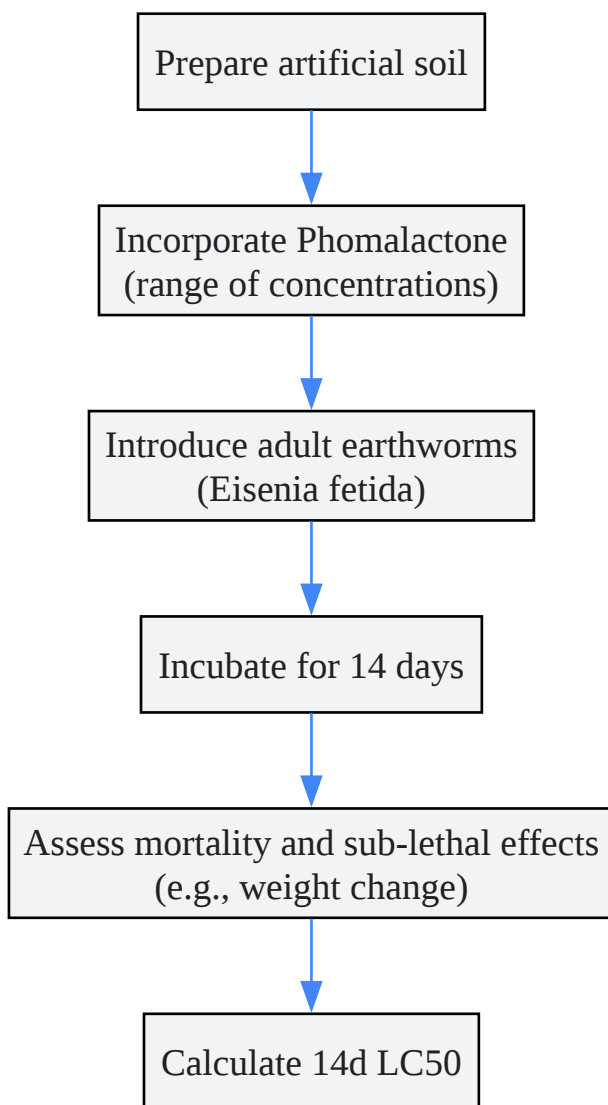 Prepare artificial soil
Incorporate Phomalactone
(range of concentrations)
Introduce adult earthworms
(Eisenia fetida)
Incubate for 14 days
Assess mortality and sub-lethal effects
(e.g., weight change)
Calculate 14d LC50